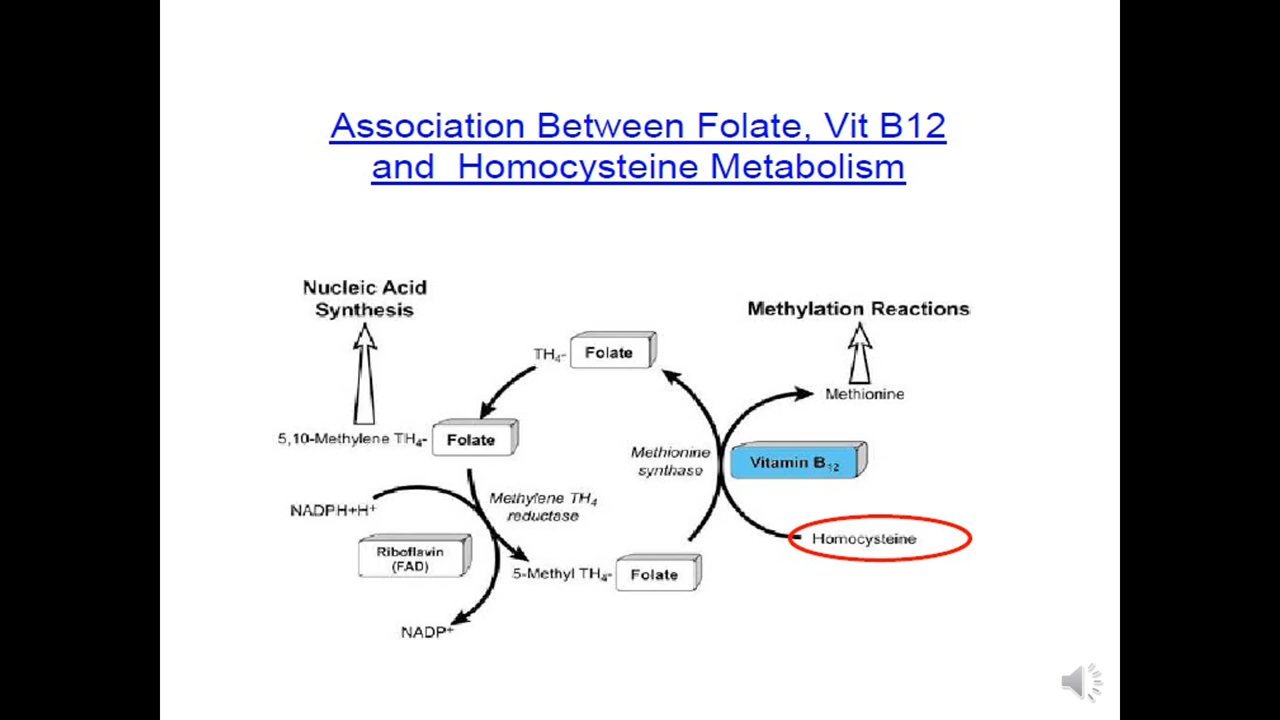 Association Between Folate, Vit B12
and Homocysteine Metabolism
Nucleic Acid
Synthesis
Methylation Reactions
TH4- Folate
Methionine
5,10-Methylene TH4- Folate
Methionine
synthase
Vitamin B12
Methylene TH4
reductase
NADPH+H+
Homocysteine
Riboflavin
(FAD)
5-Methyl TH4- Folate
NADP+